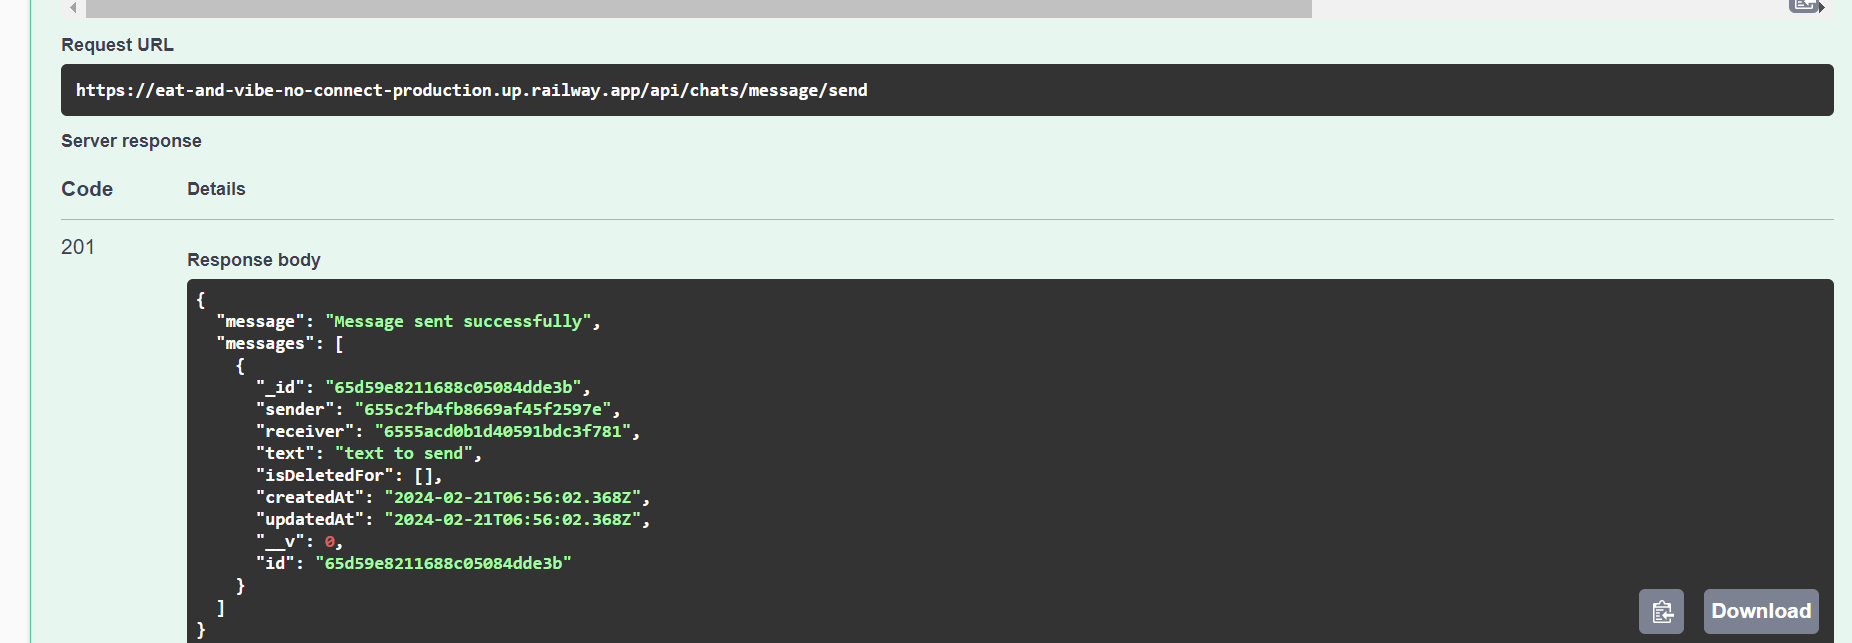 Request URL
https://eat-and-vibe-no-connect-production.up.railway.app/api/chats/message/send
Server response
Code Details
201
Response body
{
  "message": "Message sent successfully",
  "messages": [
    {
      "_id": "65d59e8211688c05084dde3b",
      "sender": "655c2fb4fb8669af45f2597e",
      "receiver": "6555acd0b1d40591bdc3f781",
      "text": "text to send",
      "isDeletedFor": [],
      "createdAt": "2024-02-21T06:56:02.368Z",
      "updatedAt": "2024-02-21T06:56:02.368Z",
      "__v": 0,
      "id": "65d59e8211688c05084dde3b"
    }
  ]
}
Download